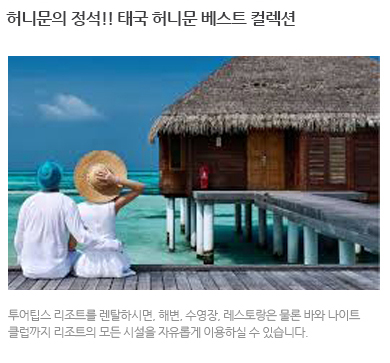 허니문의 정석!! 태국 허니문 베스트 컬렉션
투어팁스 리조트를 렌탈하시면, 해변, 수영장, 레스토랑은 물론 바와 나이트
클럽까지 리조트의 모든 시설을 자유롭게 이용하실 수 있습니다.